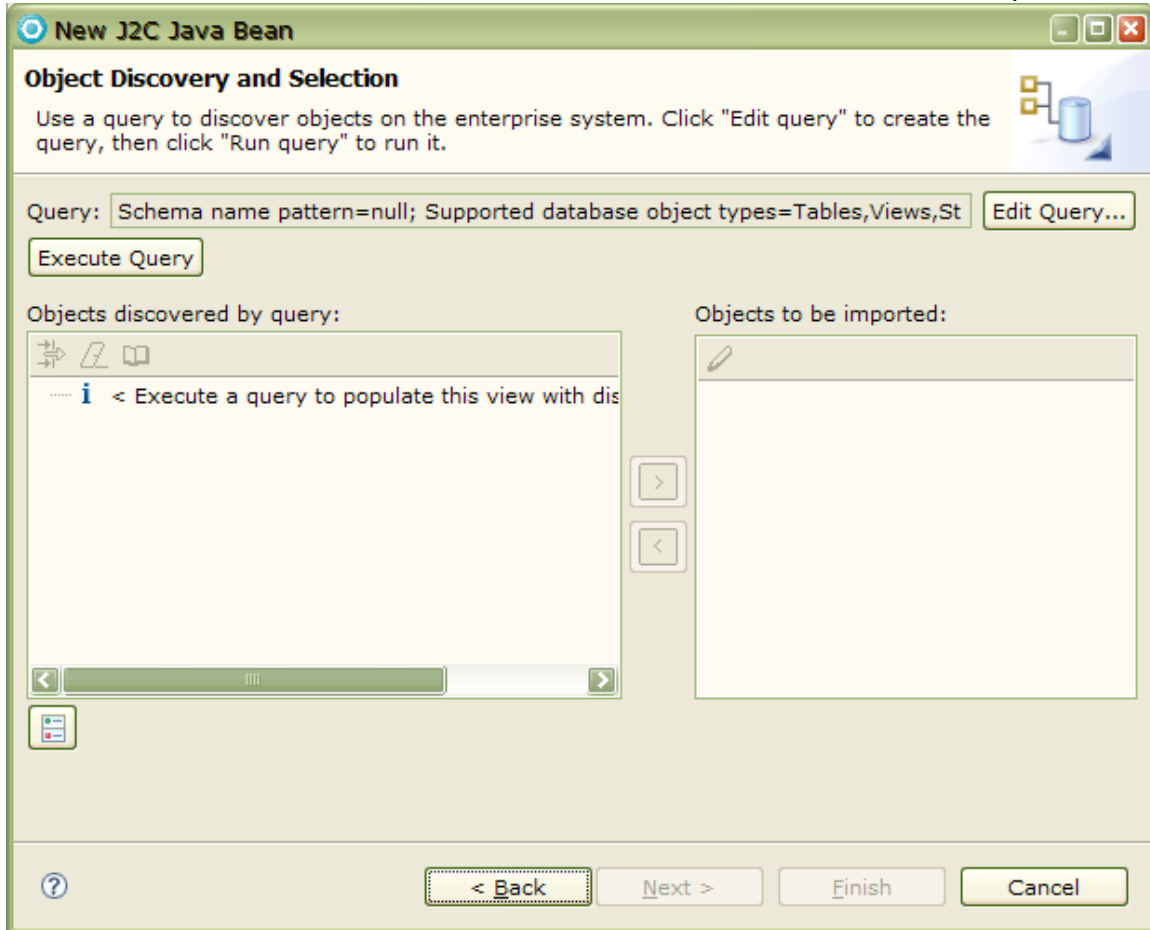 New J2C Java Bean
Object Discovery and Selection
Use a query to discover objects on the enterprise system. Click "Edit query" to create the
query, then click "Run query" to run it.
Query: Schema name pattern=null; Supported database object types=Tables,Views,St Edit Query...
Execute Query
Objects discovered by query: Objects to be imported:
i < Execute a query to populate this view with dis
>
<
< Back Next > Finish Cancel